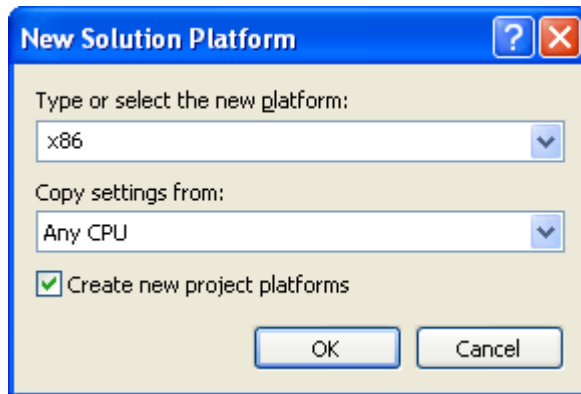 New Solution Platform
?
Type or select the new platform:
x86
Copy settings from:
Any CPU
Create new project platforms
OK
Cancel